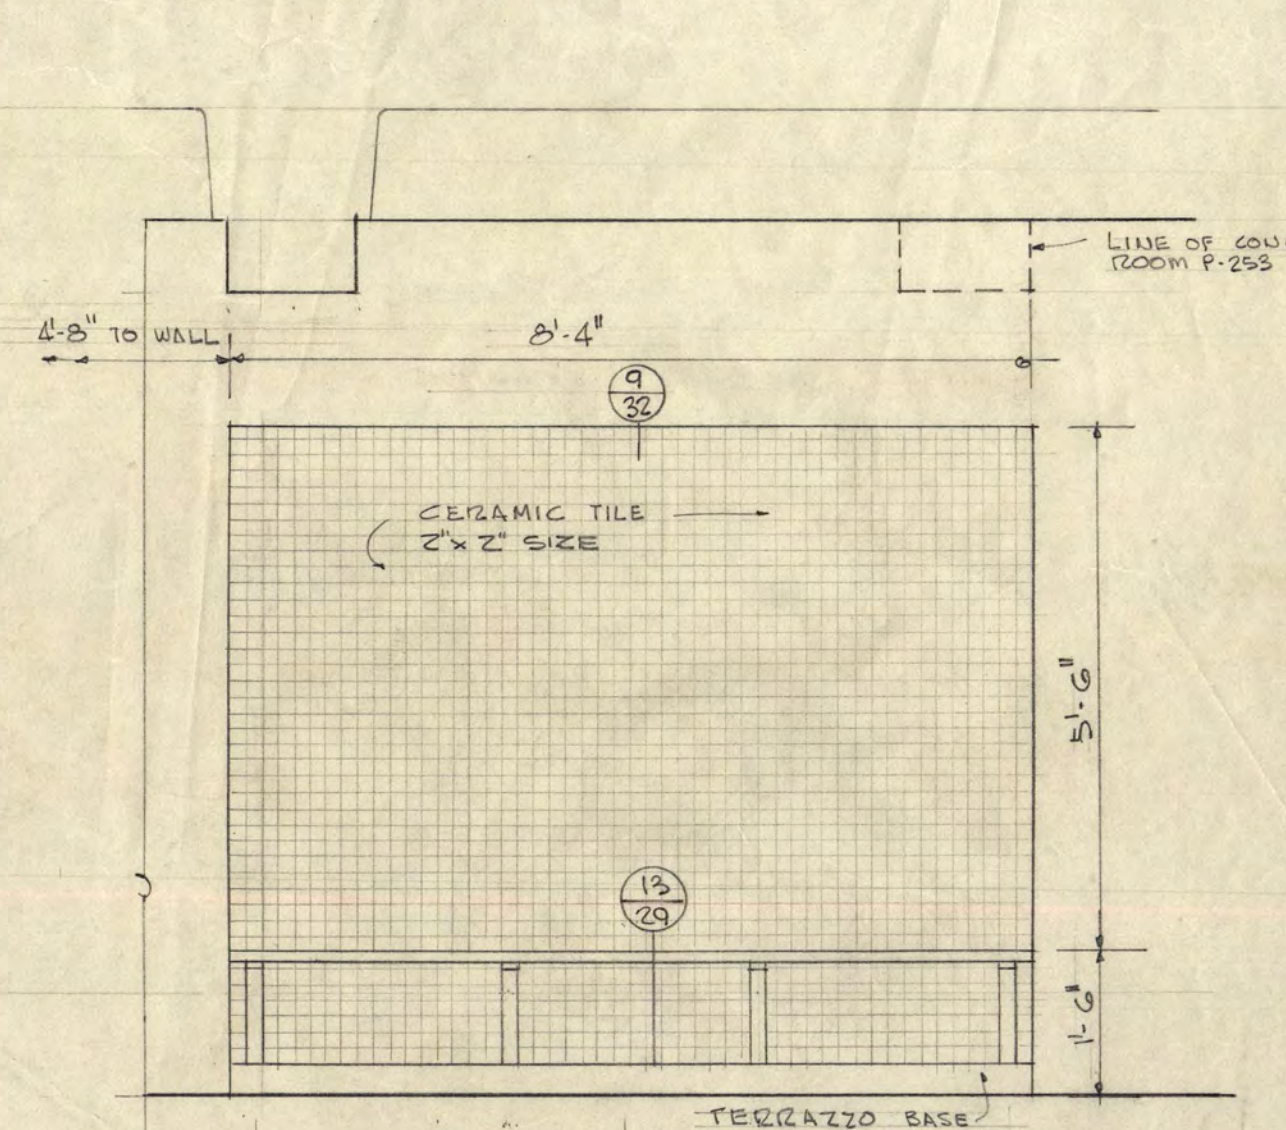 LINE OF
ROOM P-253
4'-8" TO WALL
8'-4"
9
32
CERAMIC TILE
2"x 2" SIZE
5'-6"
13
29
1'-6"
TERRAZZO BASE